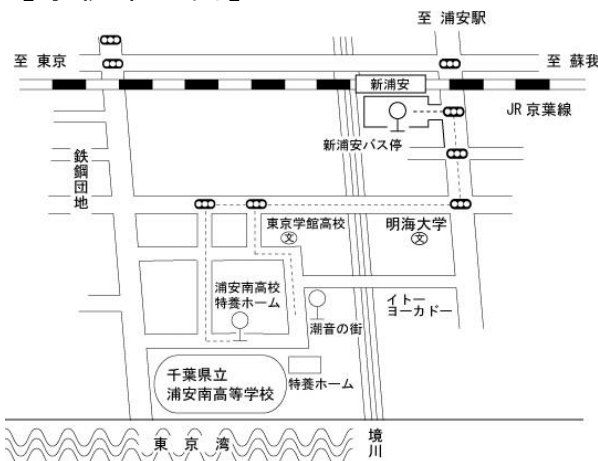 至 浦安駅
至 東京
至 蘇我
新浦安
JR 京葉線
新浦安バス停
鉄鋼団地
東京学館高校
文
明海大学
文
浦安南高校
特養ホーム
イトー
ヨーカドー
潮音の街
千葉県立
浦安南高等学校
特養ホーム
東京湾
境川